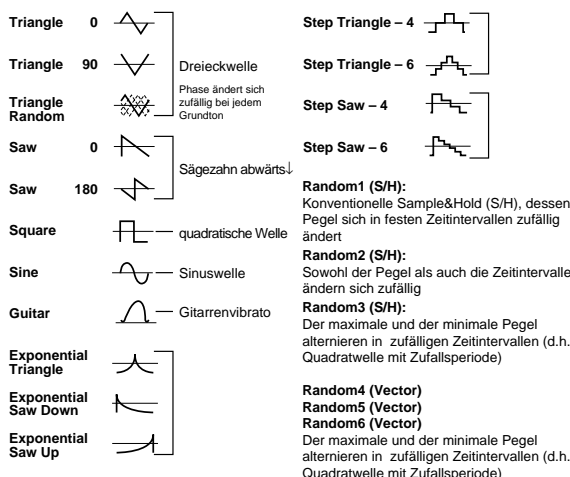 Triangle 0
Triangle 90
Dreieckwelle
Phase ändert sich
zufällig bei jedem
Grundton
Triangle
Random
Saw 0
Sägezahn abwärts↓
Saw 180
Square
quadratische Welle
Sine
Sinuswelle
Guitar
Gitarrenvibrato
Exponential
Triangle
Exponential
Saw Down
Exponential
Saw Up
Step Triangle – 4
Step Triangle – 6
Step Saw – 4
Step Saw – 6
Random1 (S/H):
Konventionelle Sample&Hold (S/H), dessen
Pegel sich in festen Zeitintervallen zufällig
ändert
Random2 (S/H):
Sowohl der Pegel als auch die Zeitintervalle
ändern sich zufällig
Random3 (S/H):
Der maximale und der minimale Pegel
alternieren in zufälligen Zeitintervallen (d.h.
Quadratwelle mit Zufallsperiode)
Random4 (Vector)
Random5 (Vector)
Random6 (Vector)
Der maximale und der minimale Pegel
alternieren in zufälligen Zeitintervallen (d.h.
Quadratwelle mit Zufallsperiode)